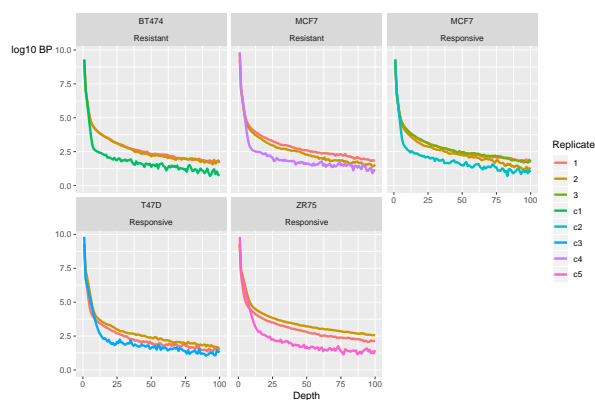 BT474 MCF7 MCF7
Resistant Resistant Responsive
log10 BP
10.0
7.5
5.0
2.5
0.0
0 25 50 75 100
T47D ZR75
Responsive Responsive
10.0
7.5
5.0
2.5
0.0
0 25 50 75 100 0 25 50 75 100
Depth
Replicate
1
2
3
c1
c2
c3
c4
c5